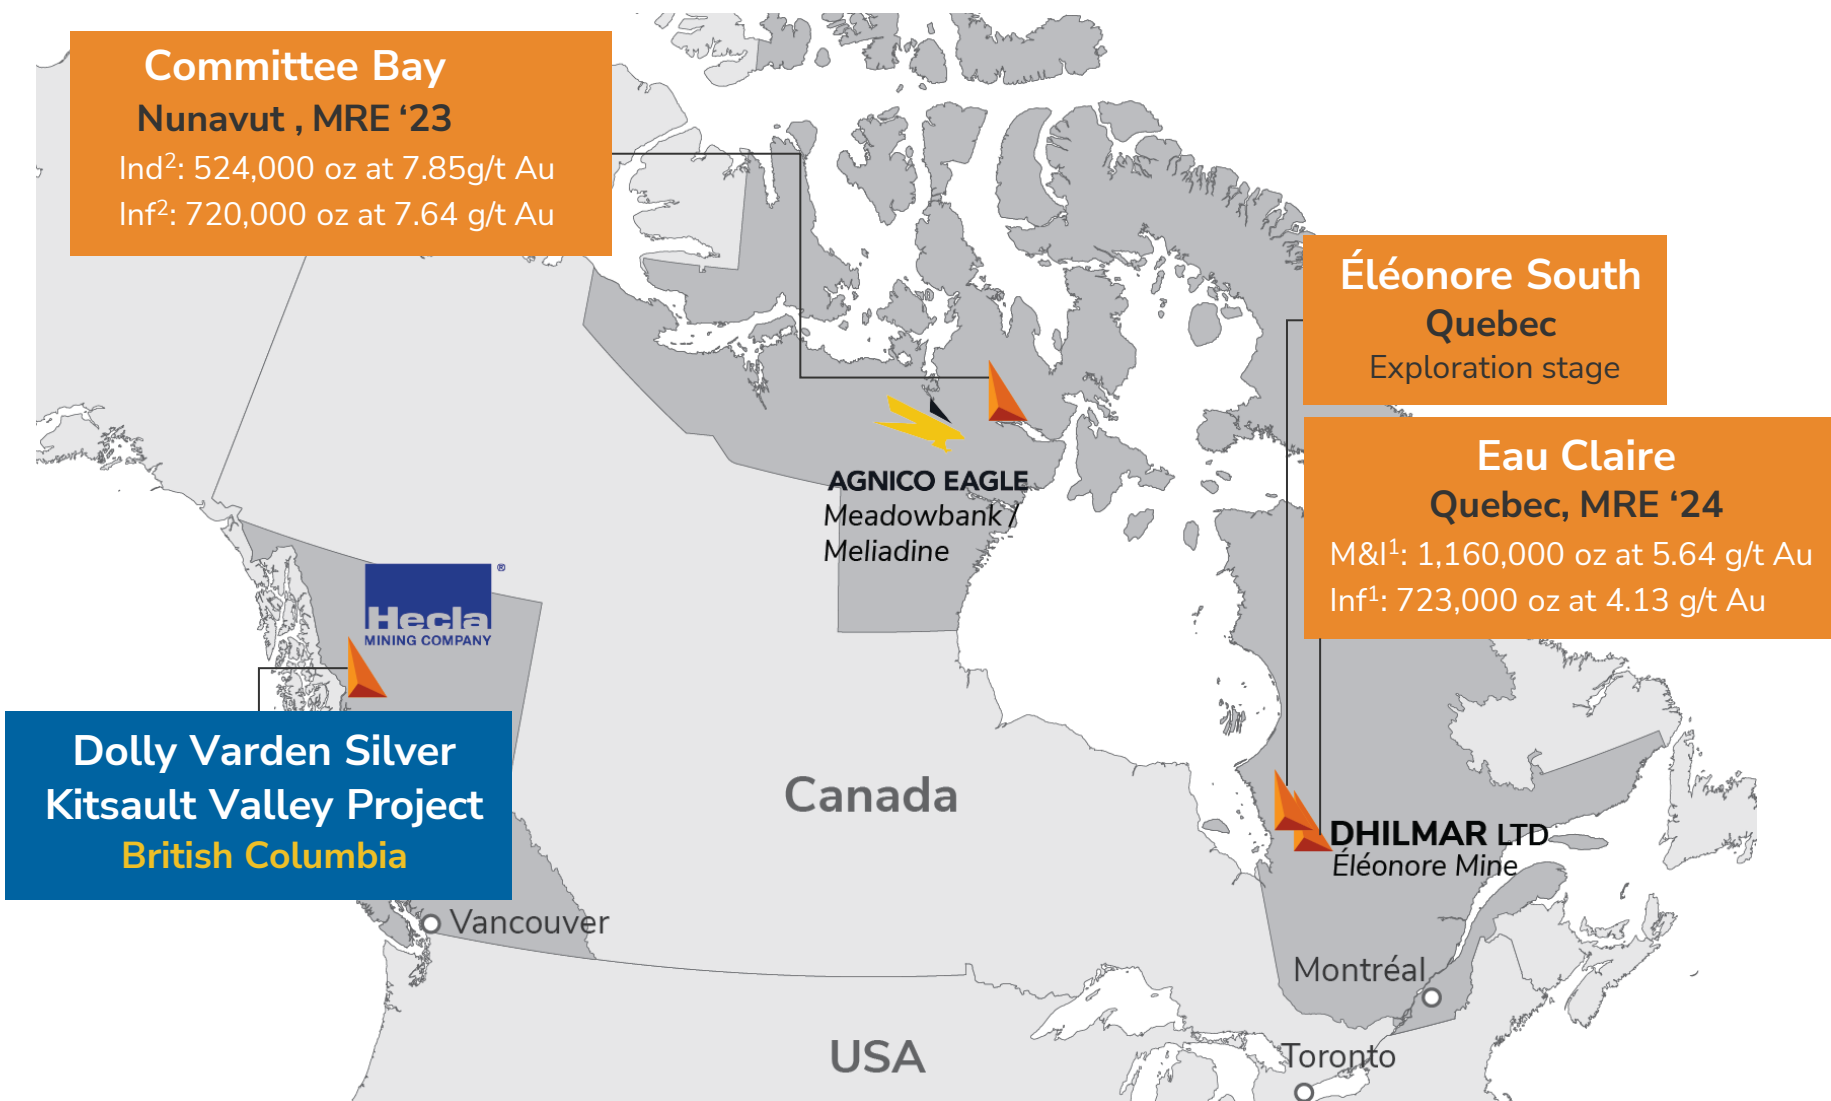 Committee Bay
Nunavut , MRE ‘23
Ind²: 524,000 oz at 7.85g/t Au
Inf²: 720,000 oz at 7.64 g/t Au
Éléonore South
Quebec
Exploration stage
Eau Claire
Quebec, MRE ‘24
M&I¹: 1,160,000 oz at 5.64 g/t Au
Inf¹: 723,000 oz at 4.13 g/t Au
AGNICO EAGLE
Meadowbank /
Meliadine
Hecla ®
MINING COMPANY
Dolly Varden Silver
Kitsault Valley Project
British Columbia
Canada
DHILMAR LTD
Éléonore Mine
Vancouver
Montréal
USA
Toronto